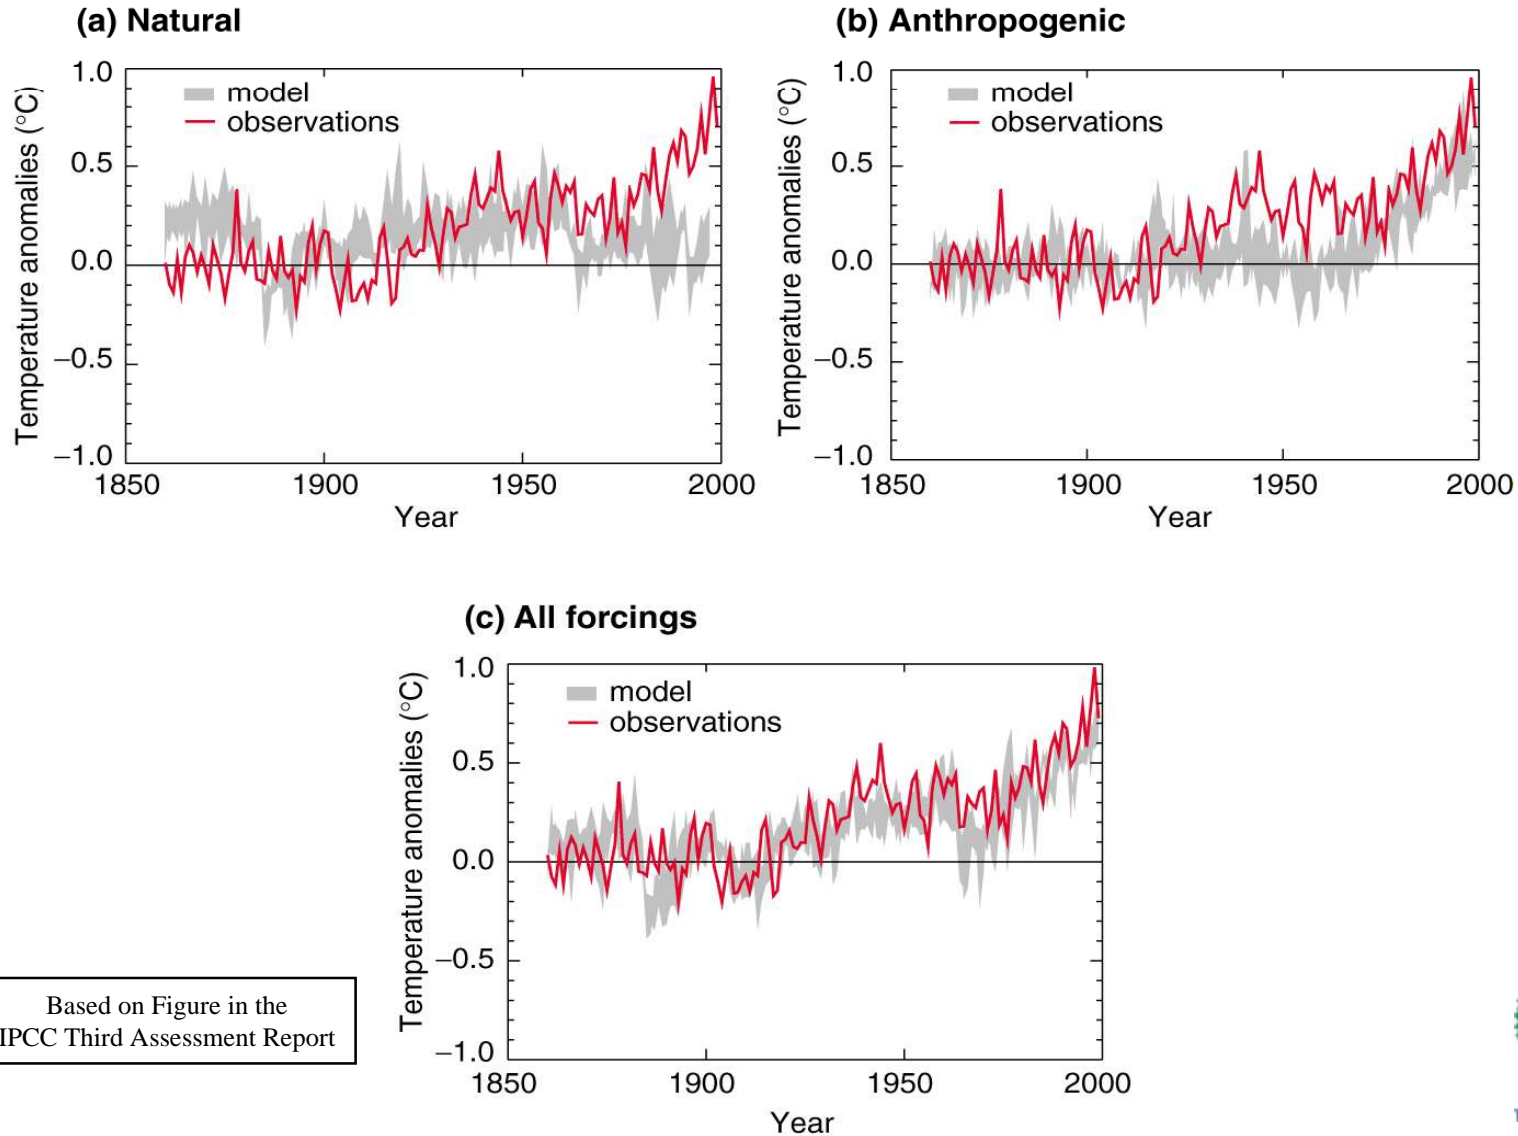 (a) Natural
1.0
0.5
0.0
−0.5
−1.0
Temperature anomalies (°C)
model
observations
1850 1900 1950 2000
Year
(b) Anthropogenic
1.0
0.5
0.0
−0.5
−1.0
Temperature anomalies (°C)
model
observations
1850 1900 1950 2000
Year
(c) All forcings
1.0
0.5
0.0
−0.5
−1.0
Temperature anomalies (°C)
model
observations
1850 1900 1950 2000
Year
Based on Figure in the
IPCC Third Assessment Report